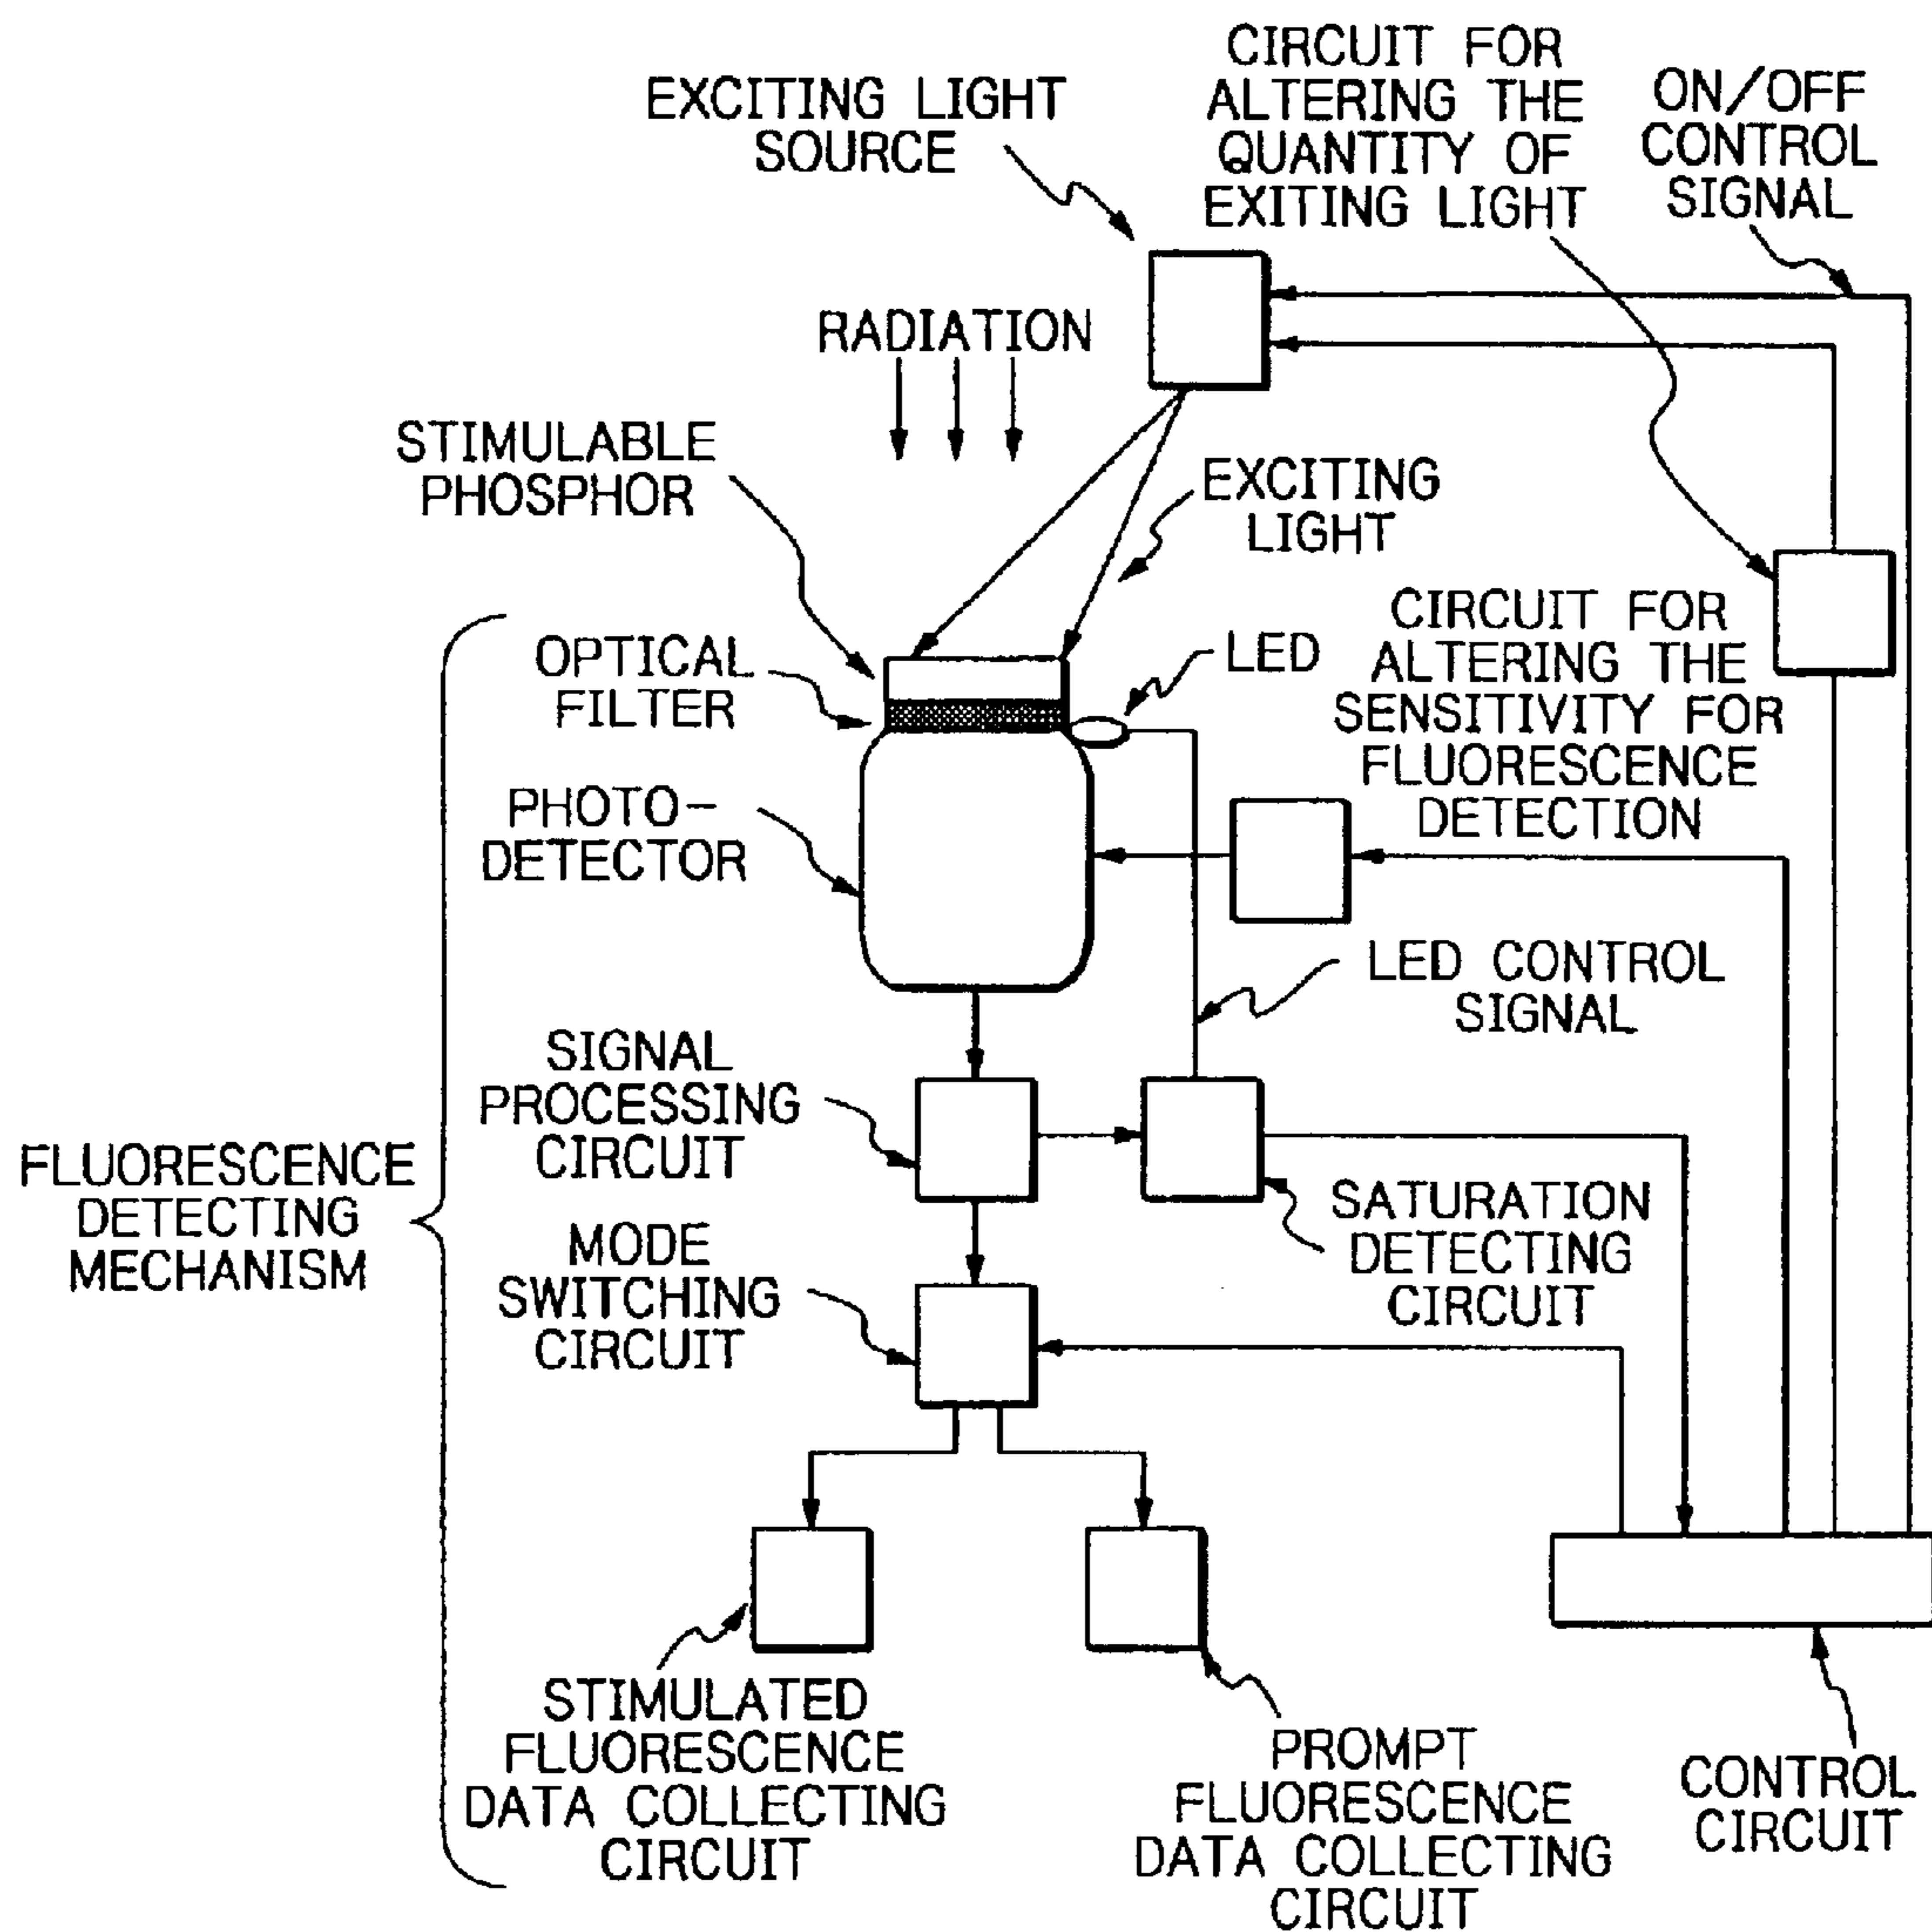 CIRCUIT FOR
ALTERING THE
QUANTITY OF
EXITING LIGHT
ON/OFF
CONTROL
SIGNAL
EXCITING LIGHT
SOURCE
RADIATION
STIMULABLE
PHOSPHOR
EXCITING
LIGHT
OPTICAL
FILTER
LED
CIRCUIT FOR
ALTERING THE
SENSITIVITY FOR
FLUORESCENCE
DETECTION
PHOTO-
DETECTOR
LED CONTROL
SIGNAL
SIGNAL
PROCESSING
CIRCUIT
FLUORESCENCE
DETECTING
MECHANISM
SATURATION
DETECTING
CIRCUIT
MODE
SWITCHING
CIRCUIT
STIMULATED
FLUORESCENCE
DATA COLLECTING
CIRCUIT
PROMPT
FLUORESCENCE
DATA COLLECTING
CIRCUIT
CONTROL
CIRCUIT